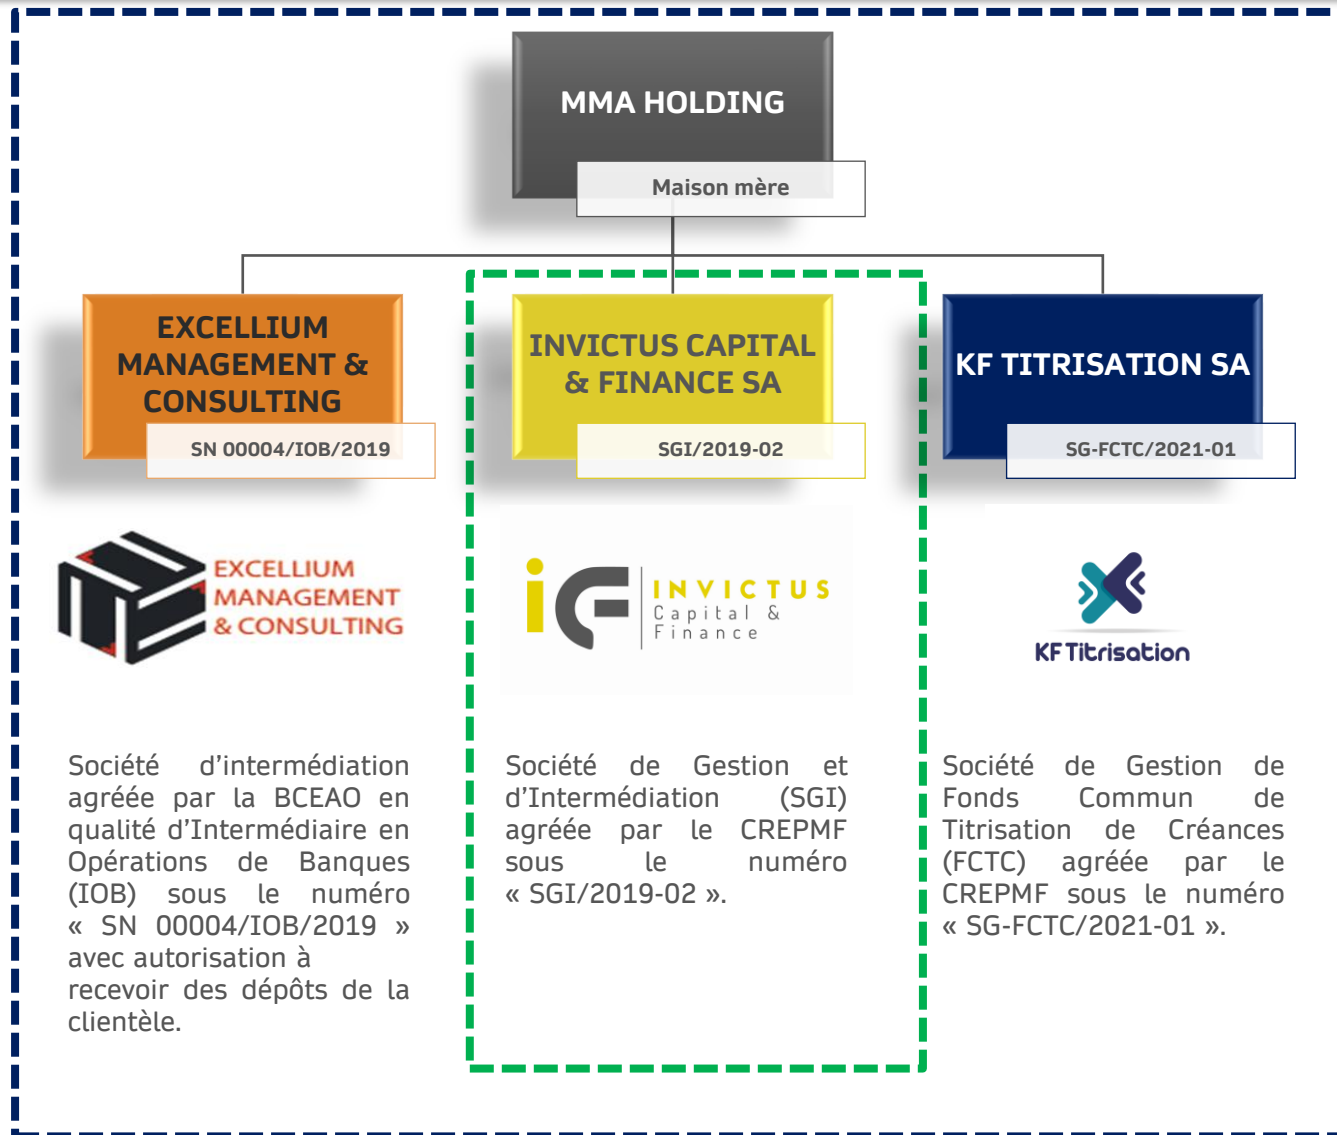 MMA HOLDING
Maison mère
EXCELLIUM
MANAGEMENT &
CONSULTING
SN 00004/IOB/2019
INVICTUS CAPITAL
& FINANCE SA
SGI/2019-02
KF TITRISATION SA
SG-FCTC/2021-01
EXCELLIUM
MANAGEMENT
& CONSULTING
INVICTUS
Capital &
Finance
KFTitrisation
Société d’intermédiation
agréée par la BCEAO en
qualité d’Intermédiaire en
Opérations de Banques
(IOB) sous le numéro
« SN 00004/IOB/2019 »
avec autorisation à
recevoir des dépôts de la
clientèle.
Société de Gestion et
d’Intermédiation (SGI)
agréée par le CREPMF
sous le numéro
« SGI/2019-02 ».
Société de Gestion de
Fonds Commun de
Titrisation de Créances
(FCTC) agréée par le
CREPMF sous le numéro
« SG-FCTC/2021-01 ».